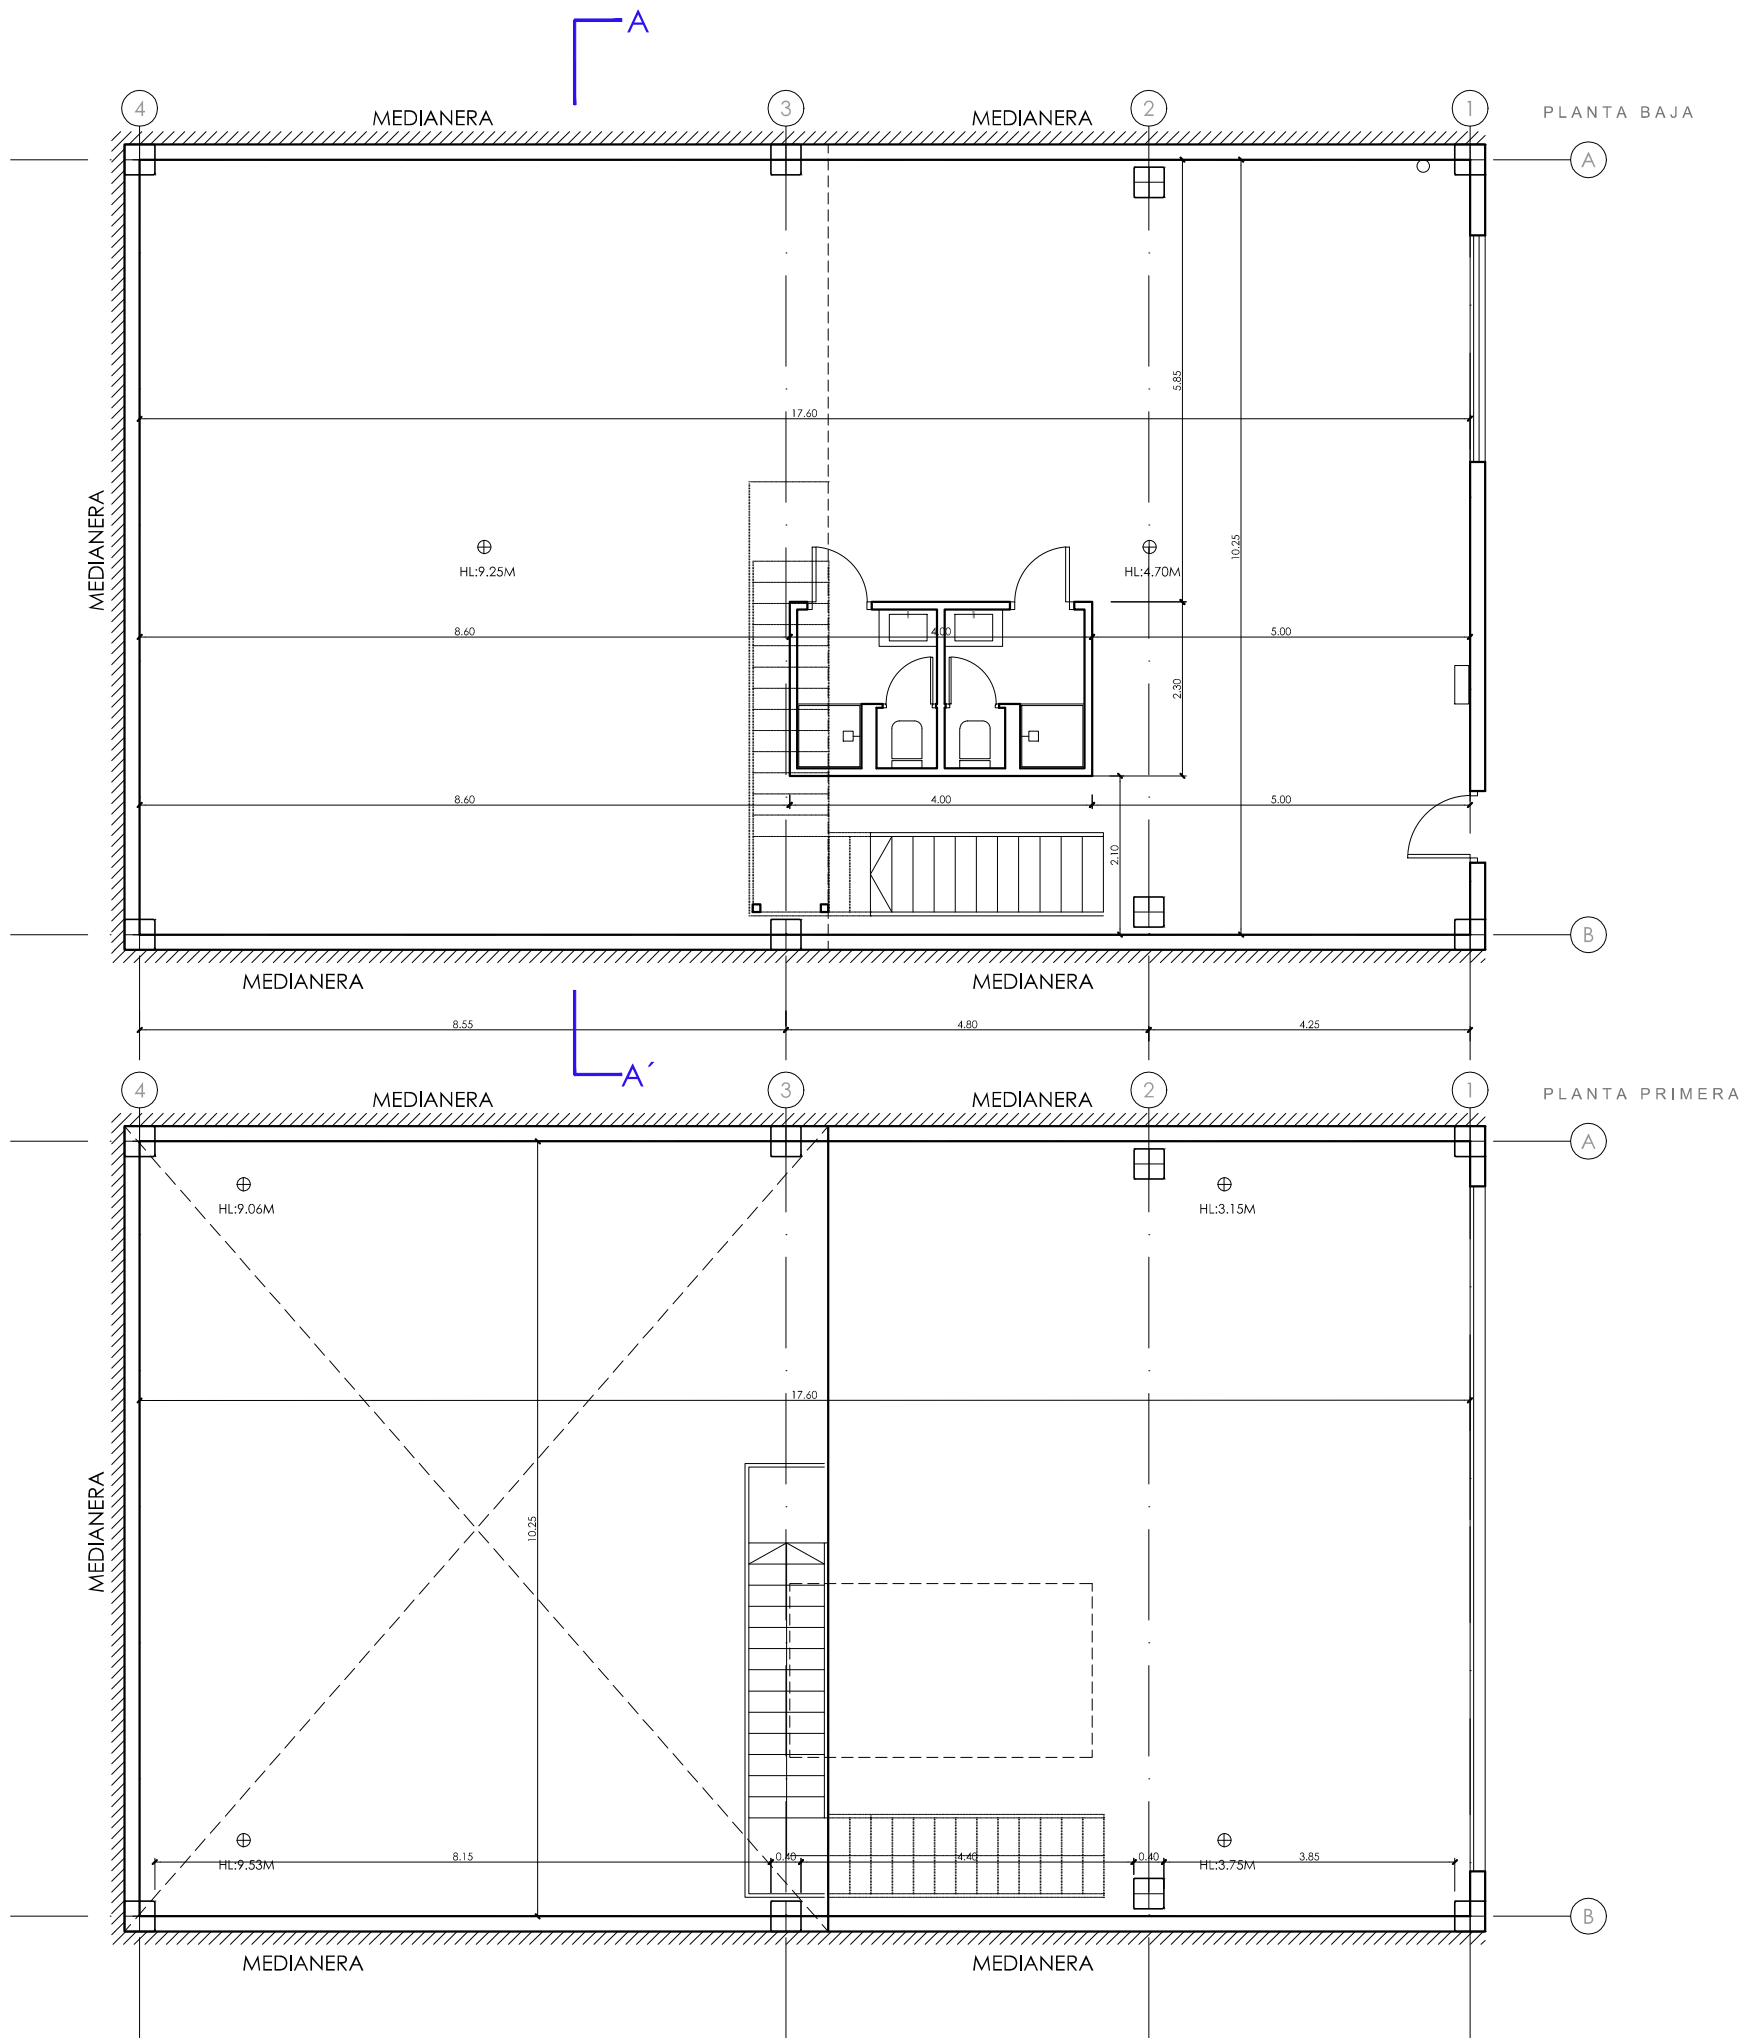 A
4
MEDIANERA
3
MEDIANERA
2
1
PLANTA BAJA
A
5.85
17.60
MEDIANERA
10.25
HL:9.25M
HL:4.70M
8.60
4.00
5.00
2.30
8.60
4.00
5.00
2.10
B
MEDIANERA
MEDIANERA
8.55
4.80
4.25
A´
4
MEDIANERA
3
MEDIANERA
2
1
PLANTA PRIMERA
A
HL:9.06M
HL:3.15M
17.60
MEDIANERA
10.25
HL:9.53M
8.15
0.40
4.40
0.40
HL:3.75M
3.85
B
MEDIANERA
MEDIANERA